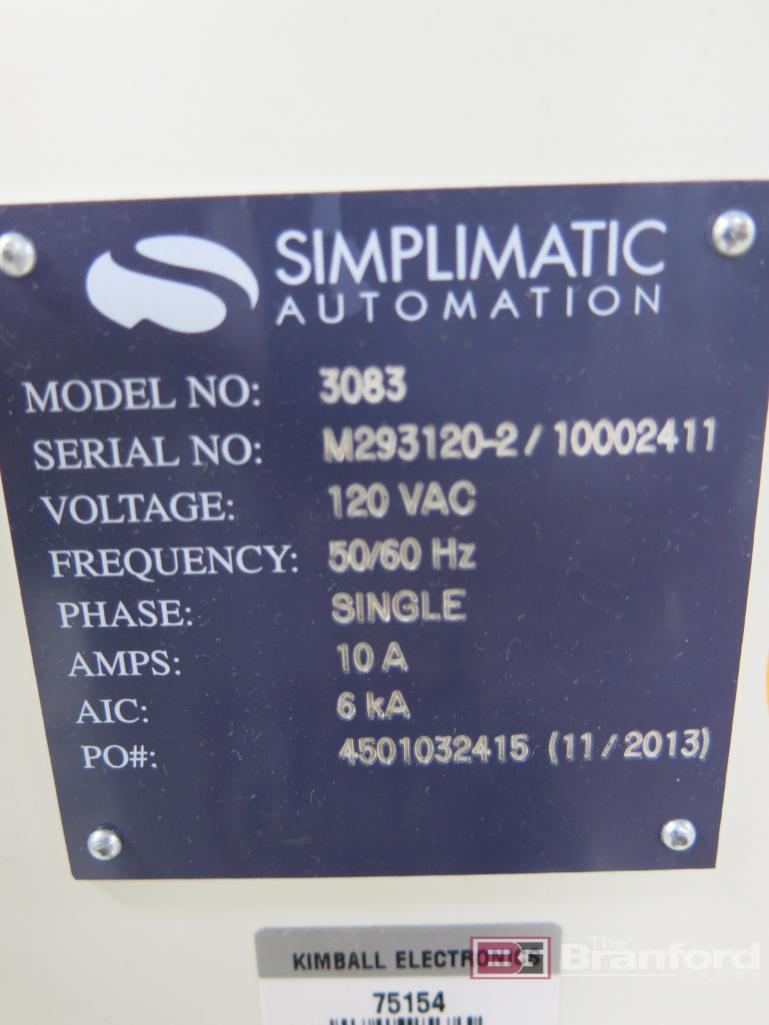 SIMPLIMATIC
AUTOMATION
MODEL NO: 3083
SERIAL NO: M293120-2 / 10002411
VOLTAGE: 120 VAC
FREQUENCY: 50/60 Hz
PHASE: SINGLE
AMPS: 10 A
AIC: 6 kA
PO#: 4501032415 (11/2013)
KIMBALL ELECTRONICS
75154
The
Branford
GROUP